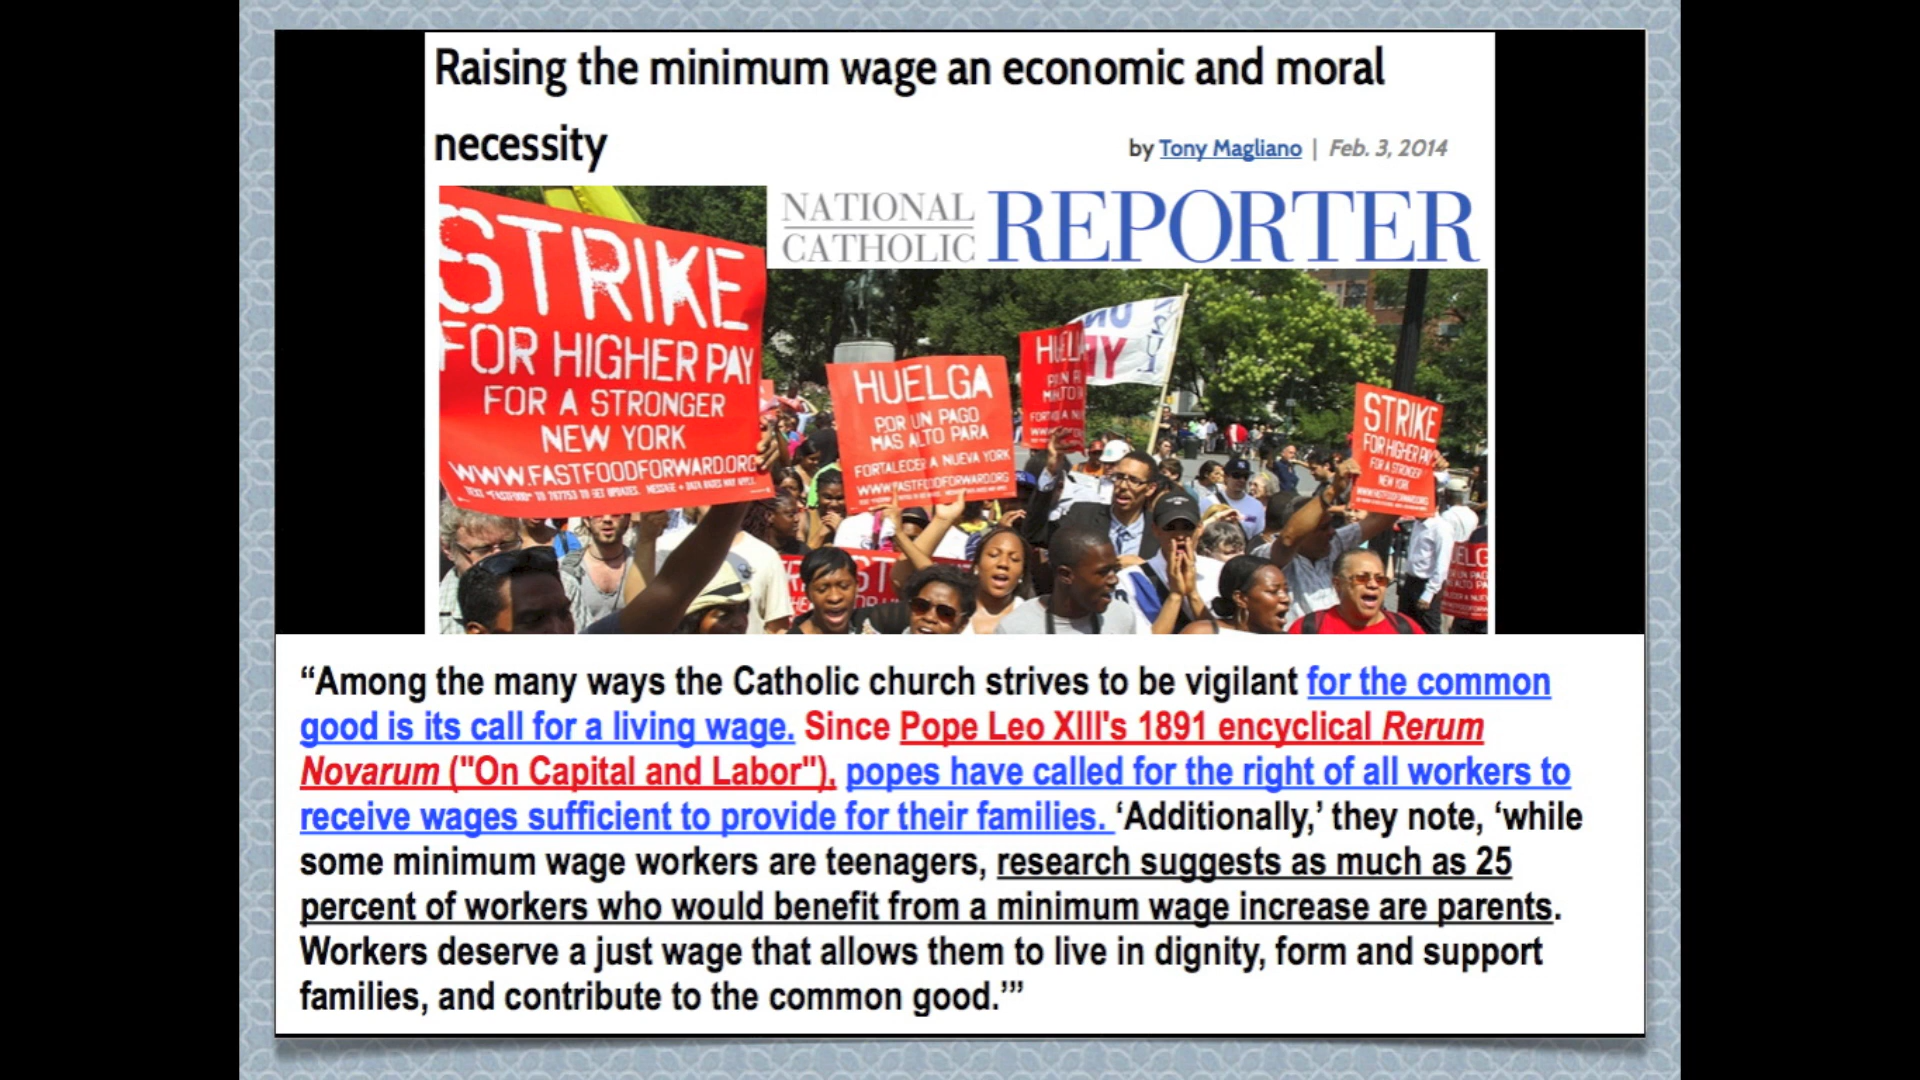 Raising the minimum wage an economic and moral
necessity
by Tony Magliano | Feb. 3, 2014
NATIONAL
CATHOLIC
REPORTER
STRIKE
FOR HIGHER PAY
FOR A STRONGER
NEW YORK
WWW.FASTFOODFORWARD.ORG
HUELGA
POR UN PAGO
MAS ALTO PARA
FORTALECER A NUEVA YORK
WWW.FASTFOODFORWARD.ORG
STRIKE
FOR HIGHER PAY
FOR A STRONGER
NEW YORK
“Among the many ways the Catholic church strives to be vigilant for the common
good is its call for a living wage. Since Pope Leo XIII's 1891 encyclical Rerum
Novarum ("On Capital and Labor"), popes have called for the right of all workers to
receive wages sufficient to provide for their families. ‘Additionally,’ they note, ‘while
some minimum wage workers are teenagers, research suggests as much as 25
percent of workers who would benefit from a minimum wage increase are parents.
Workers deserve a just wage that allows them to live in dignity, form and support
families, and contribute to the common good.’”